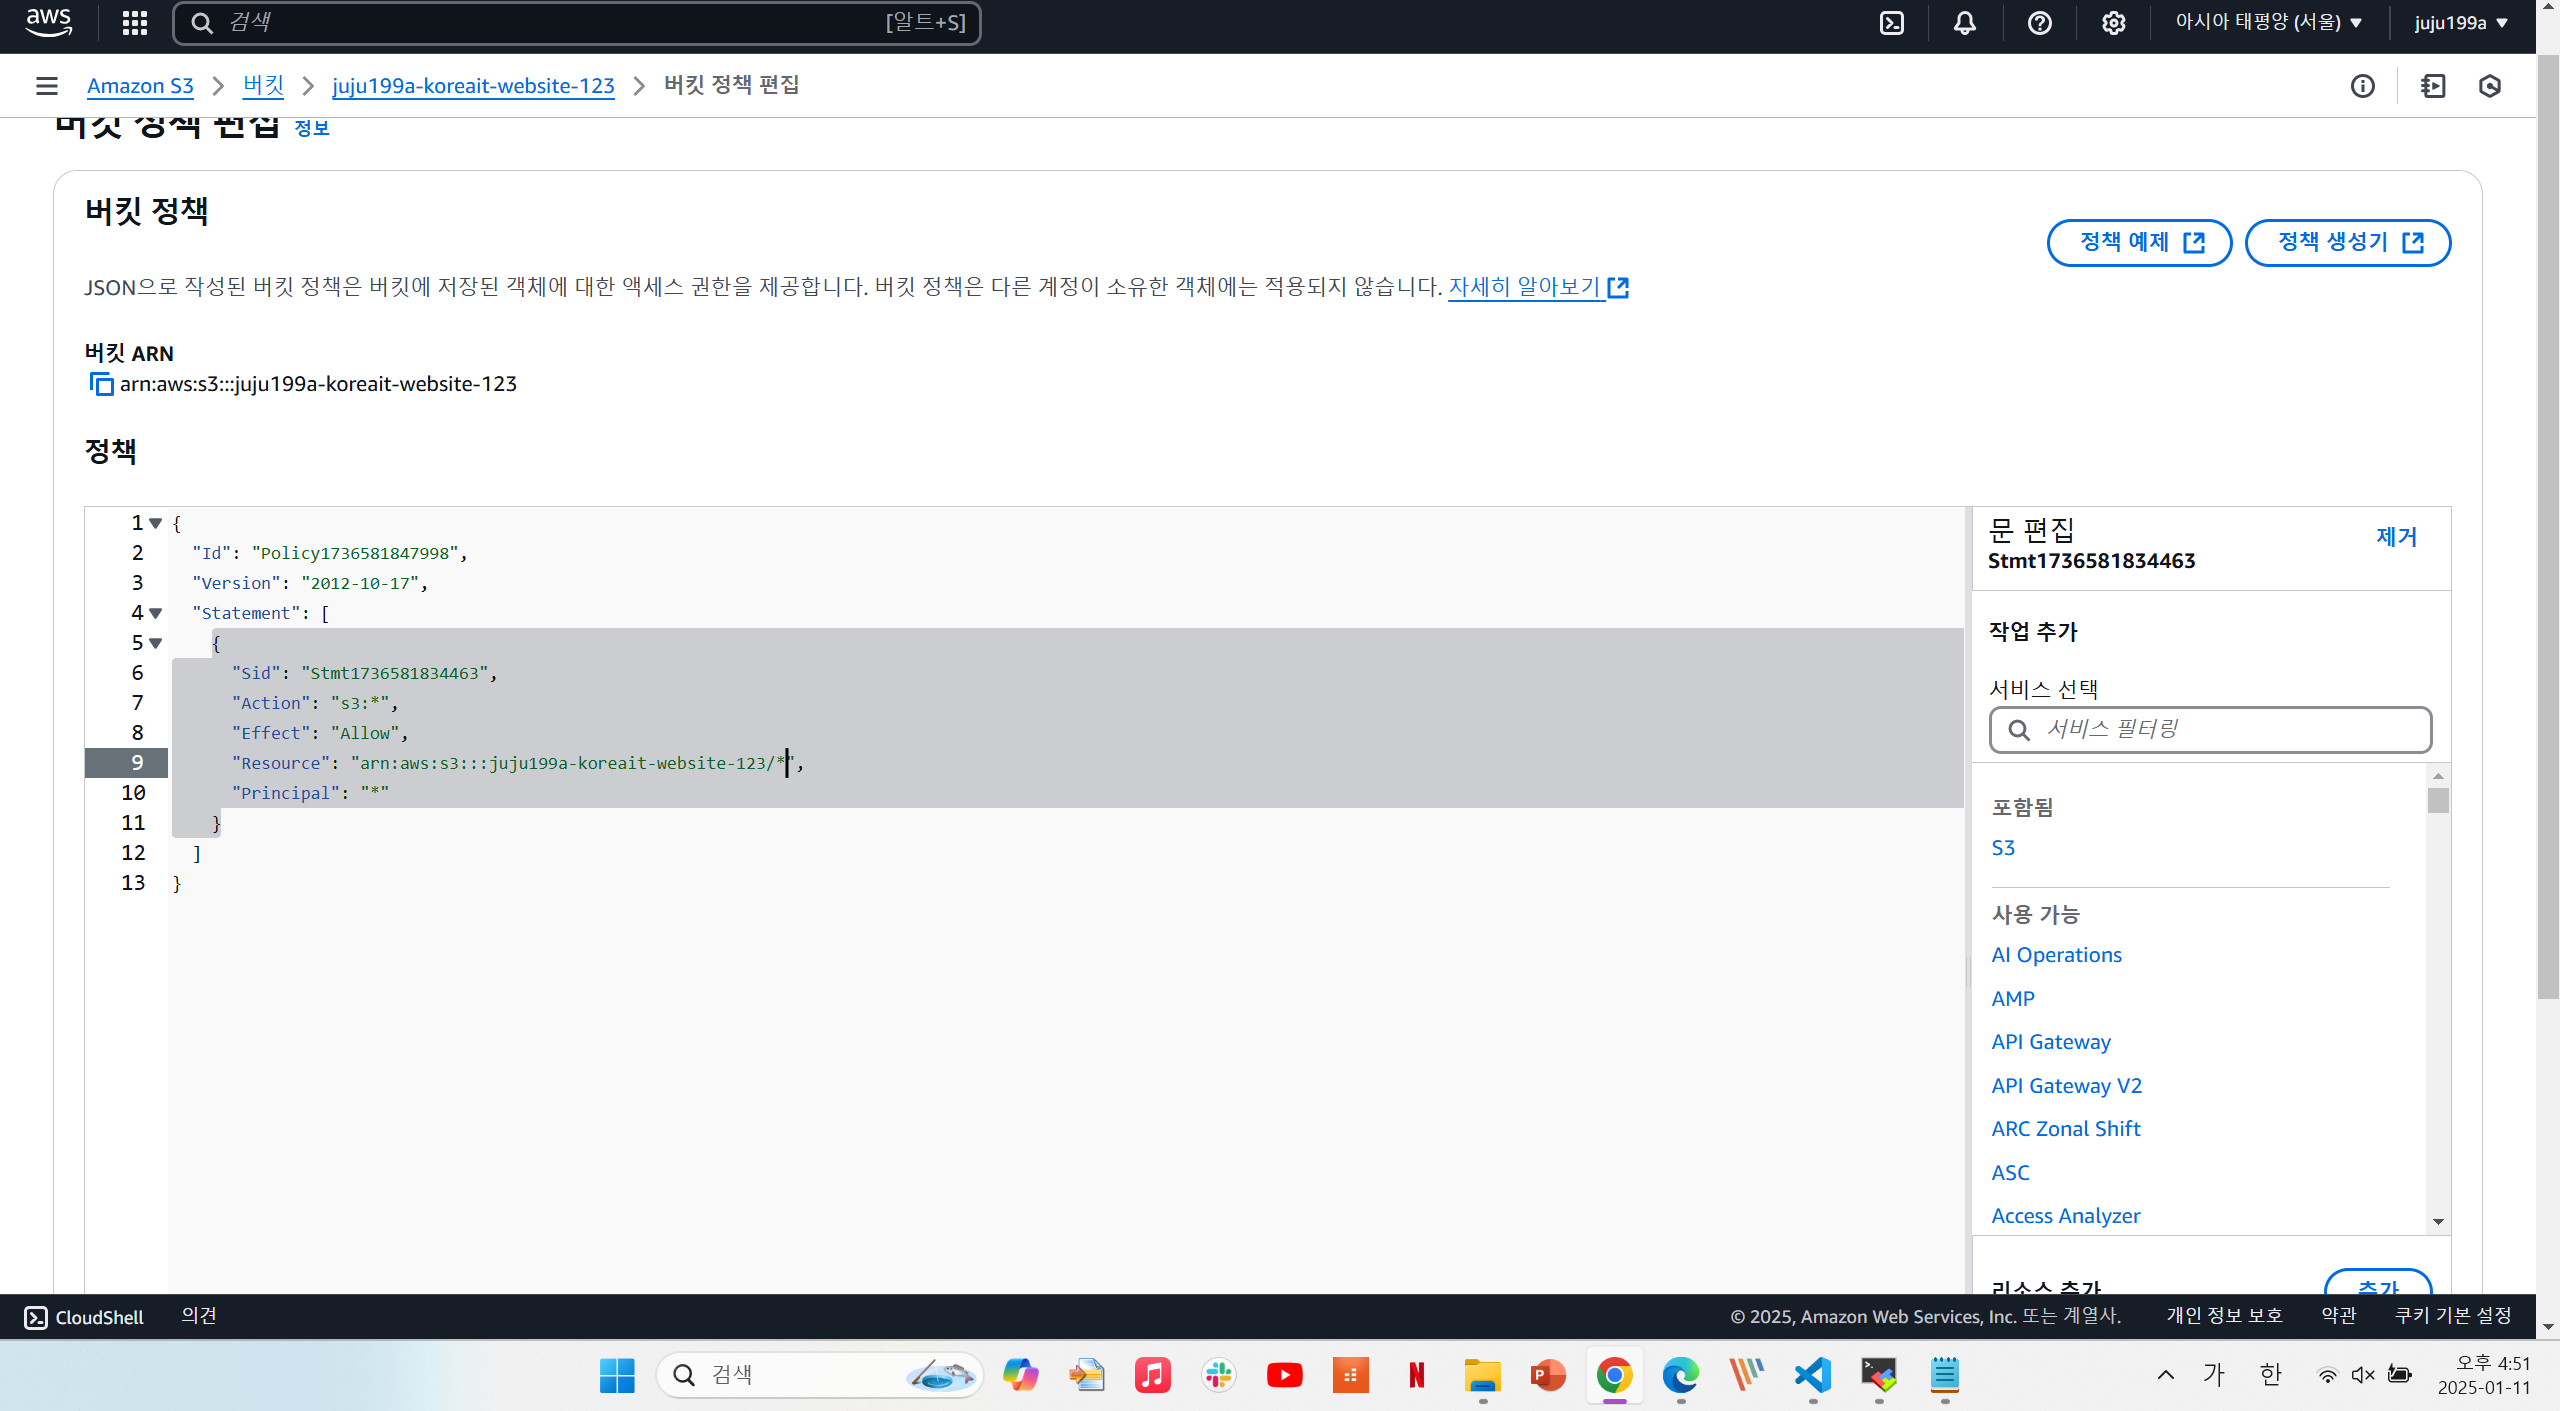 aws
검색
[알트+S]
아시아 태평양 (서울)
juju199a
Amazon S3
버킷
juju199a-koreait-website-123
버킷 정책 편집
버킷 정책 편집 정보
버킷 정책
정책 예제
정책 생성기
JSON으로 작성된 버킷 정책은 버킷에 저장된 객체에 대한 액세스 권한을 제공합니다. 버킷 정책은 다른 계정이 소유한 객체에는 적용되지 않습니다. 자세히 알아보기
버킷 ARN
arn:aws:s3:::juju199a-koreait-website-123
정책
1 {
2 "Id": "Policy1736581847998",
3 "Version": "2012-10-17",
4 "Statement": [
5 {
6 "Sid": "Stmt1736581834463",
7 "Action": "s3:*",
8 "Effect": "Allow",
9 "Resource": "arn:aws:s3:::juju199a-koreait-website-123/*",
10 "Principal": "*"
11 }
12 ]
13 }
문 편집
Stmt1736581834463
제거
작업 추가
서비스 선택
서비스 필터링
포함됨
S3
사용 가능
AI Operations
AMP
API Gateway
API Gateway V2
ARC Zonal Shift
ASC
Access Analyzer
리소스 추가
추가
CloudShell
의견
© 2025, Amazon Web Services, Inc. 또는 계열사.
개인 정보 보호
약관
쿠키 기본 설정
검색
가
한
오후 4:51
2025-01-11